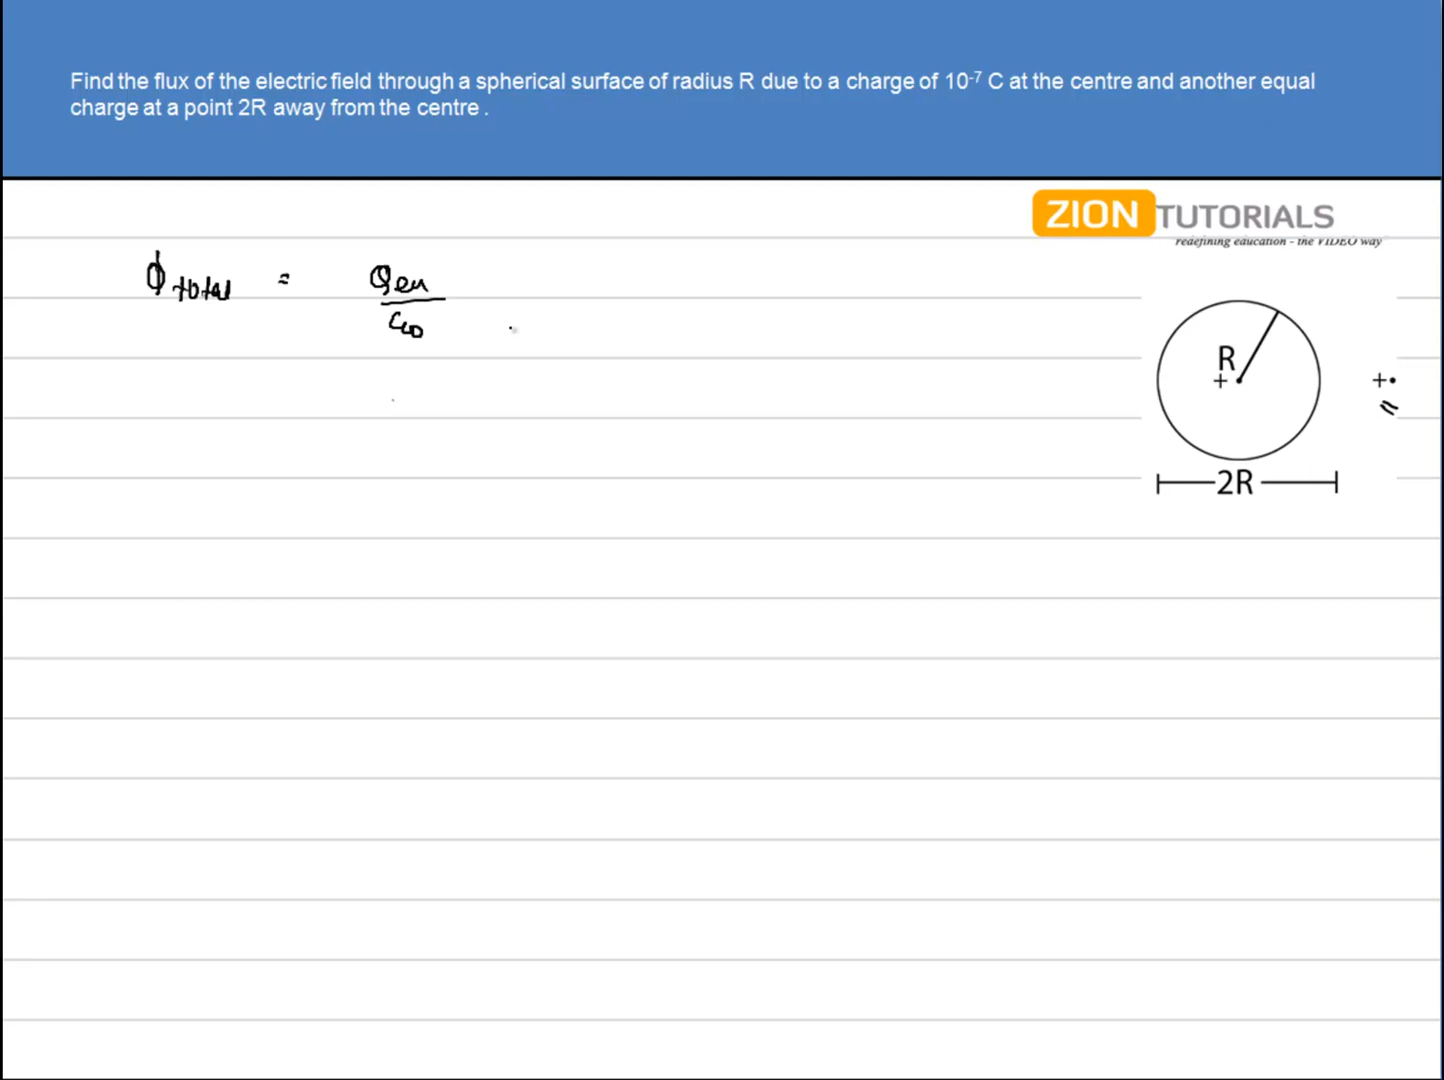 Find the flux of the electric field through a spherical surface of radius R due to a charge of 10⁻⁷ C at the centre and another equal
charge at a point 2R away from the centre .
ZION TUTORIALS
redefining education - the VIDEO way
ϕ total = Qen
ϵ₀
R
+
+
2R